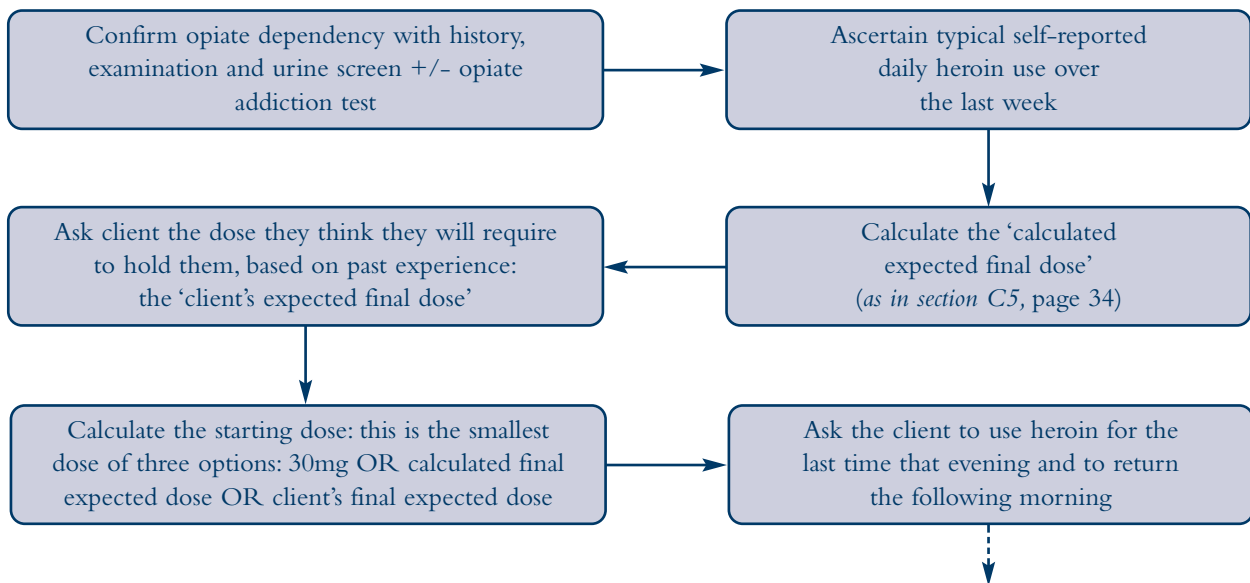 Confirm opiate dependency with history,
examination and urine screen +/- opiate
addiction test
Ascertain typical self-reported
daily heroin use over
the last week
Calculate the ‘calculated
expected final dose’
(as in section C5, page 34)
Ask client the dose they think they will require
to hold them, based on past experience:
the ‘client’s expected final dose’
Calculate the starting dose: this is the smallest
dose of three options: 30mg OR calculated final
expected dose OR client’s final expected dose
Ask the client to use heroin for the
last time that evening and to return
the following morning